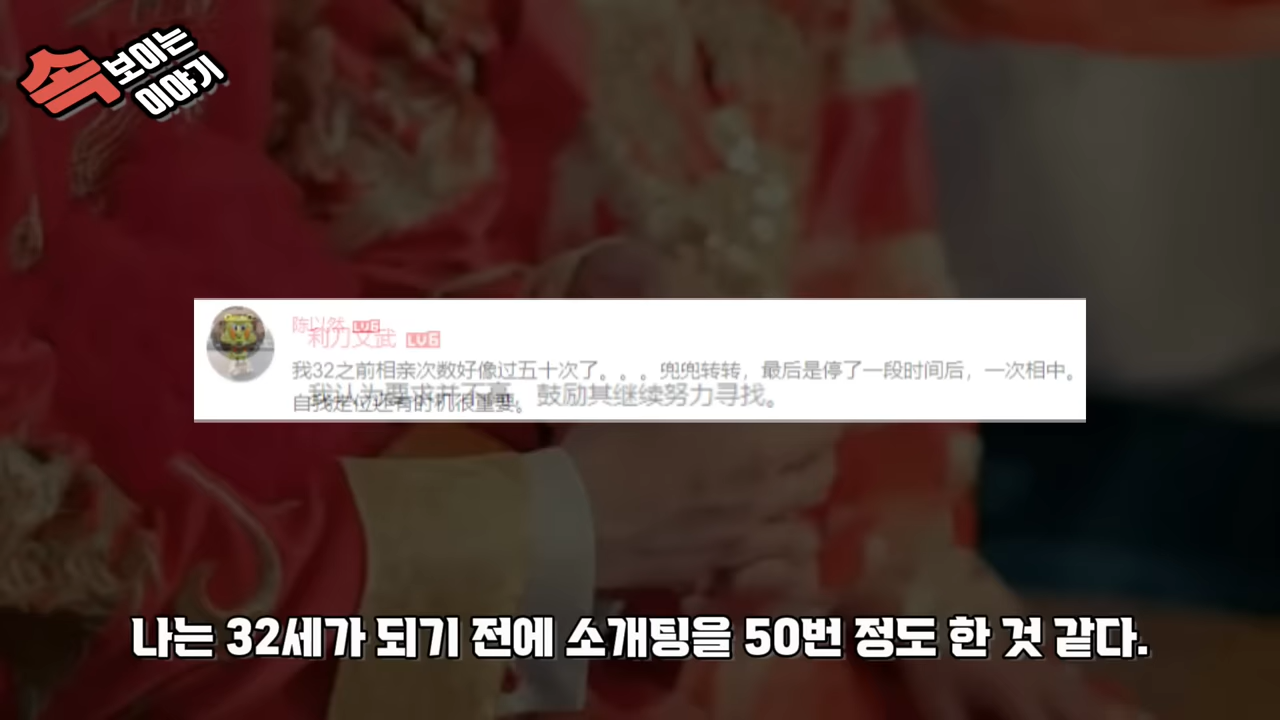 속
보이는
이야기
陈以然 LV6
利刀文武 LV6
我32之前相亲次数好像过五十次了。。。兜兜转转，最后是停了一段时间后，一次相中。
我认为要求并不高，鼓励其继续努力寻找。
自我定位还有时机很重要。
나는 32세가 되기 전에 소개팅을 50번 정도 한 것 같다.